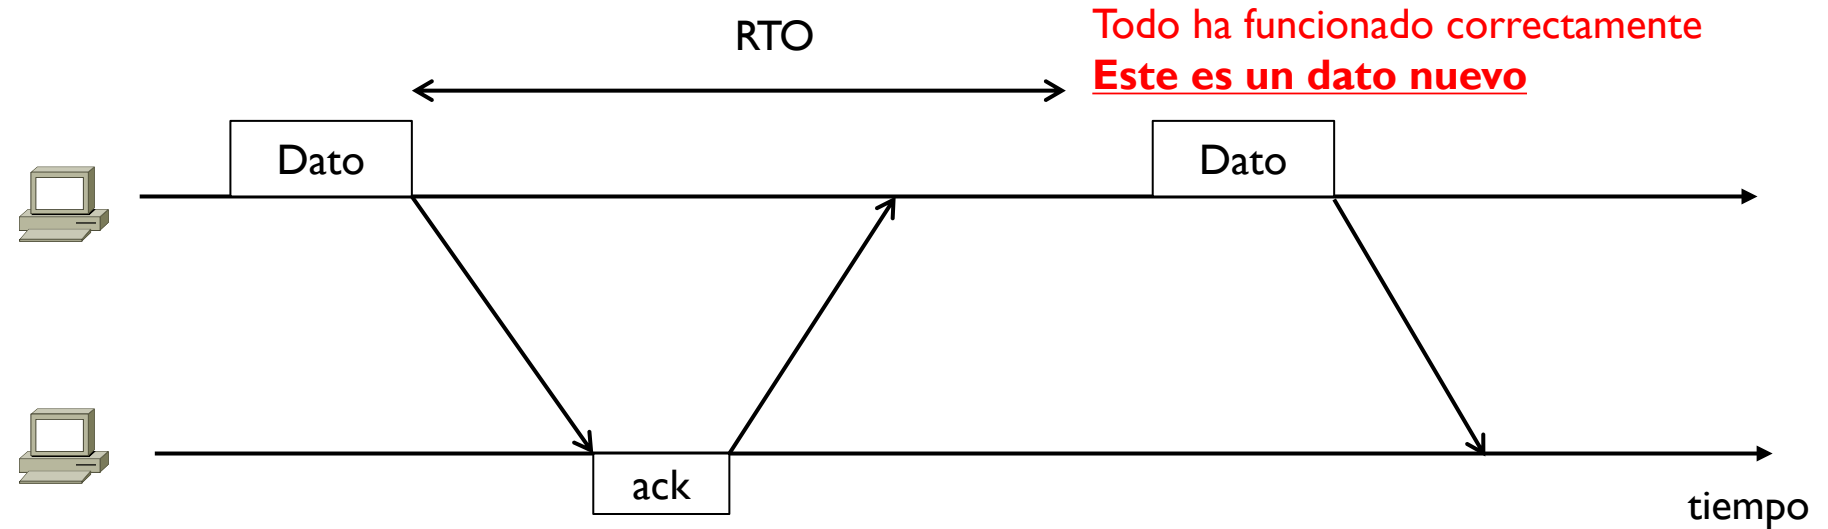 RTO
Todo ha funcionado correctamente
Este es un dato nuevo
Dato
Dato
ack
tiempo